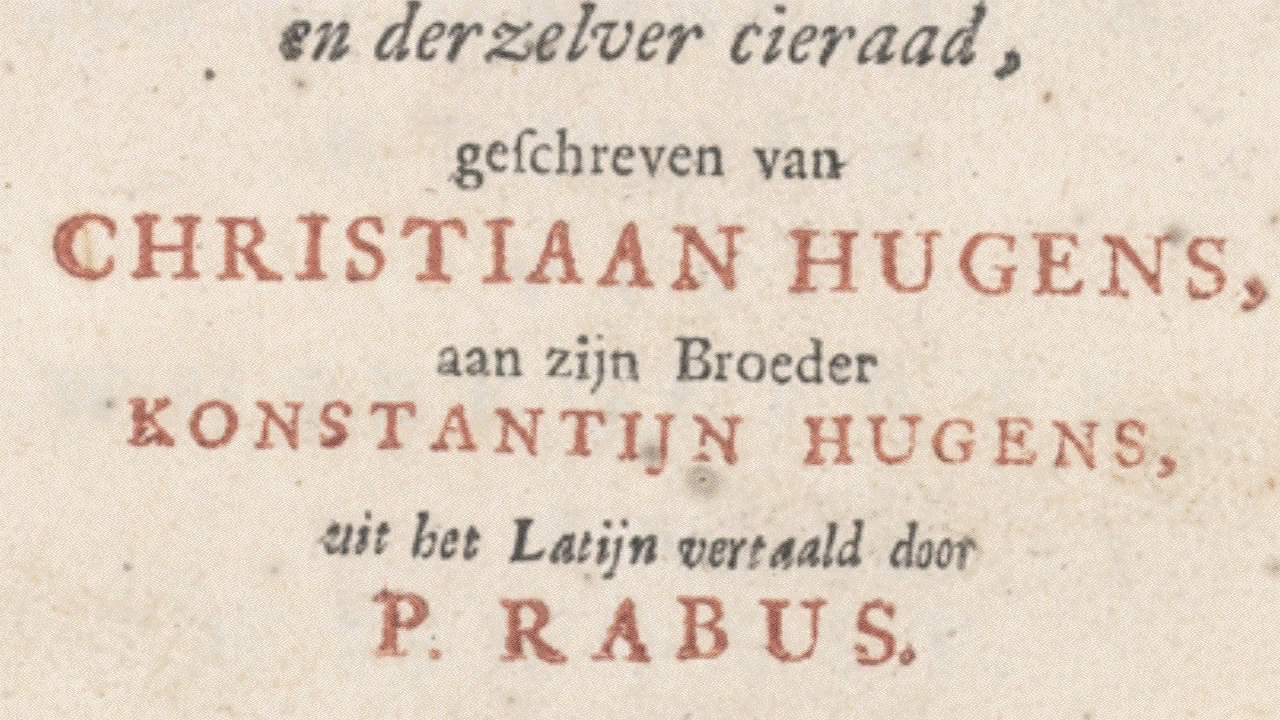 en derzelver cieraad,
geſchreven van
CHRISTIAAN HUGENS,
aan zijn Broeder
KONSTANTIJN HUGENS,
uit het Latijn vertaald door
P. RABUS.